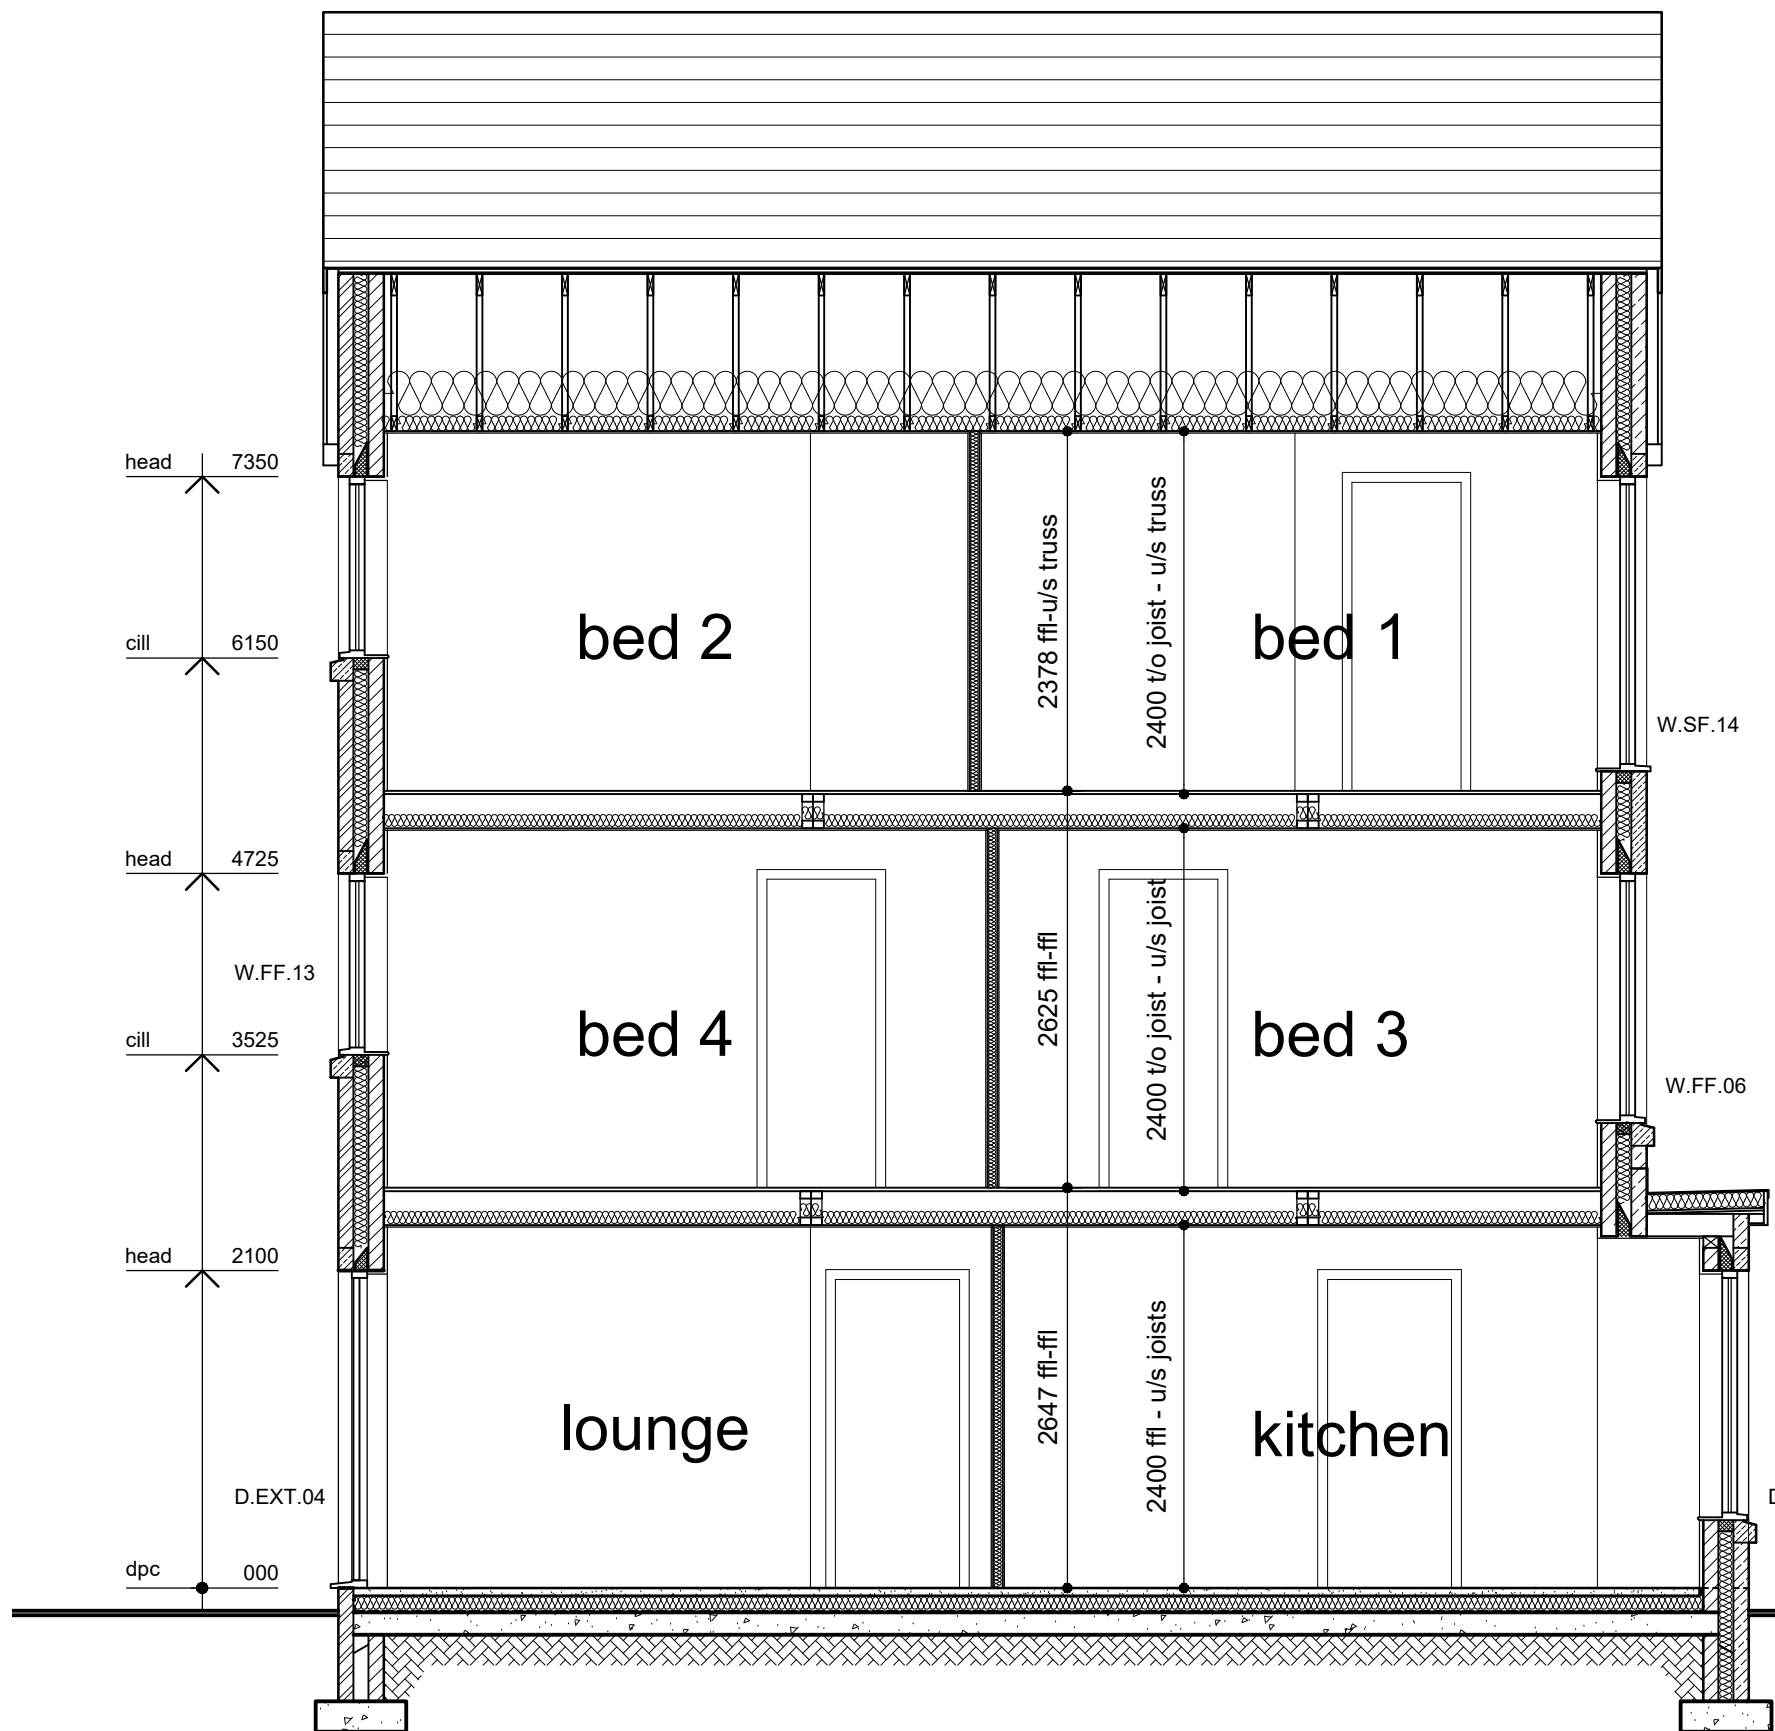 head 7350
2378 ffl-u/s truss
2400 t/o joist - u/s truss
bed 2
bed 1
cill 6150
W.SF.14
head 4725
W.FF.13
2625 ffl-ffl
2400 t/o joist - u/s joist
bed 4
bed 3
cill 3525
W.FF.06
head 2100
2647 ffl-ffl
2400 ffl - u/s joists
lounge
kitchen
D.EXT.04
dpc 000